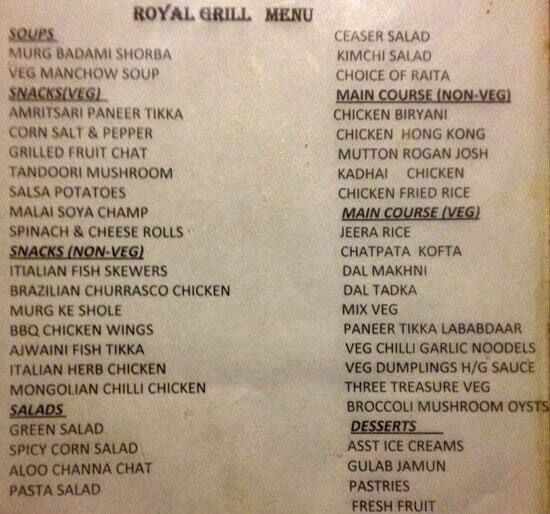 ROYAL GRILL MENU
SOUPS
MURG BADAMI SHORBA
VEG MANCHOW SOUP
SNACKS(VEG)
AMRITSARI PANEER TIKKA
CORN SALT & PEPPER
GRILLED FRUIT CHAT
TANDOORI MUSHROOM
SALSA POTATOES
MALAI SOYA CHAMP
SPINACH & CHEESE ROLLS
SNACKS (NON-VEG)
ITIALIAN FISH SKEWERS
BRAZILIAN CHURRASCO CHICKEN
MURG KE SHOLE
BBQ CHICKEN WINGS
AJWAINI FISH TIKKA
ITALIAN HERB CHICKEN
MONGOLIAN CHILLI CHICKEN
SALADS
GREEN SALAD
SPICY CORN SALAD
ALOO CHANNA CHAT
PASTA SALAD
CEASER SALAD
KIMCHI SALAD
CHOICE OF RAITA
MAIN COURSE (NON-VEG)
CHICKEN BIRYANI
CHICKEN HONG KONG
MUTTON ROGAN JOSH
KADHAI CHICKEN
CHICKEN FRIED RICE
MAIN COURSE (VEG)
JEERA RICE
CHATPATA KOFTA
DAL MAKHNI
DAL TADKA
MIX VEG
PANEER TIKKA LABABDAAR
VEG CHILLI GARLIC NOODELS
VEG DUMPLINGS H/G SAUCE
THREE TREASURE VEG
BROCCOLI MUSHROOM OYSTS
DESSERTS
ASST ICE CREAMS
GULAB JAMUN
PASTRIES
FRESH FRUIT